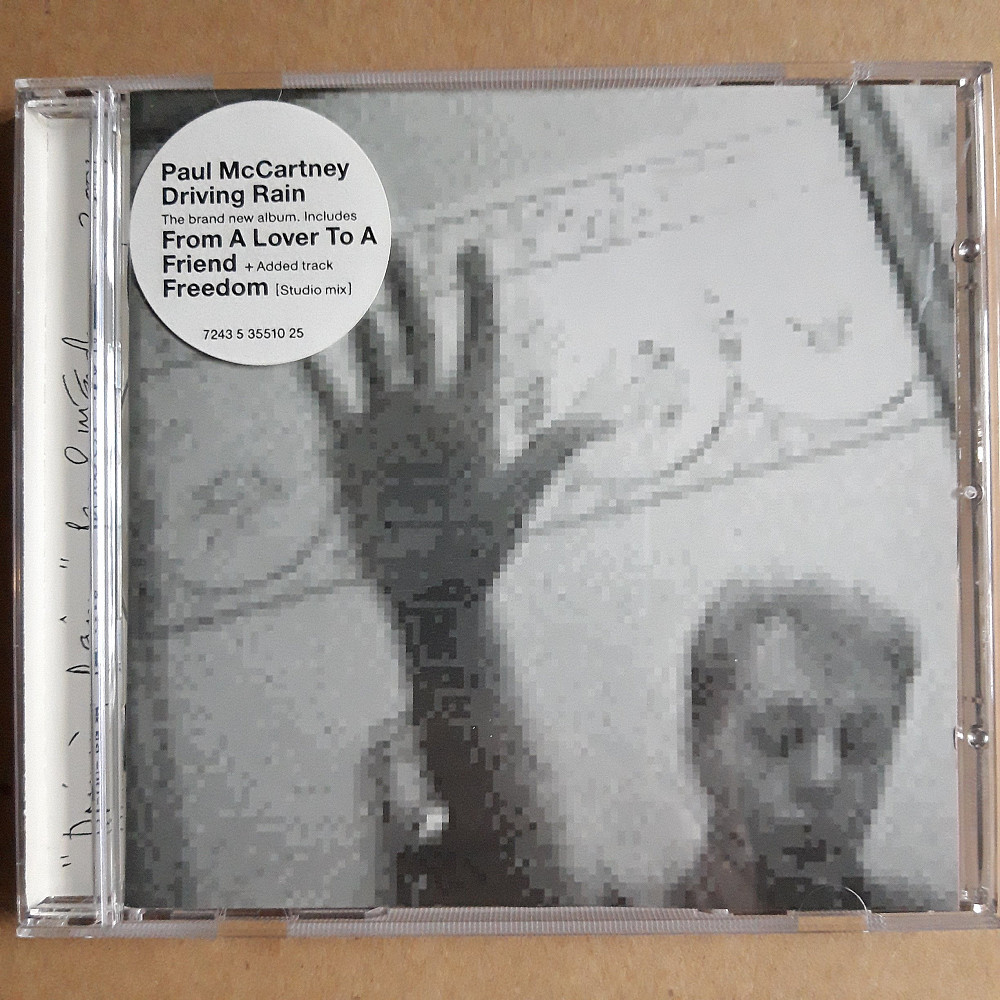 Paul McCartney
Driving Rain
The brand new album. Includes
From A Lover To A
Friend + Added track
Freedom [Studio mix]
7243 5 35510 25